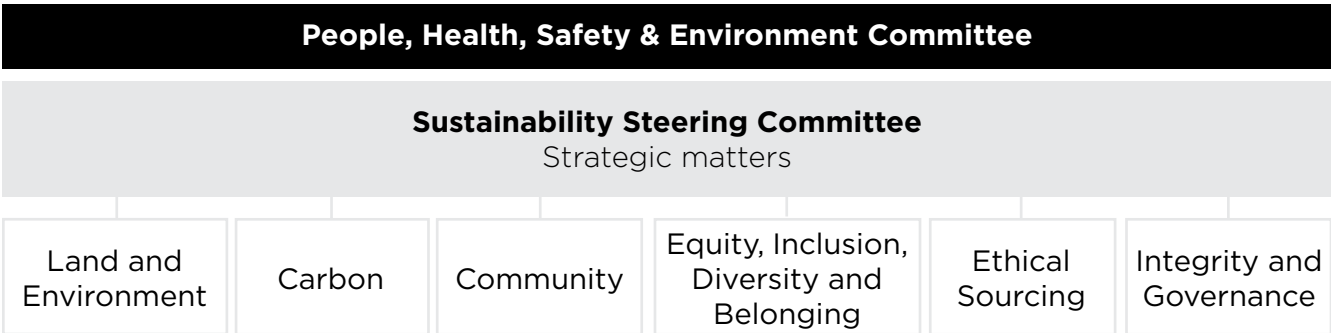 People, Health, Safety & Environment Committee
Sustainability Steering Committee
Strategic matters
Land and
Environment
Carbon
Community
Equity, Inclusion,
Diversity and
Belonging
Ethical
Sourcing
Integrity and
Governance